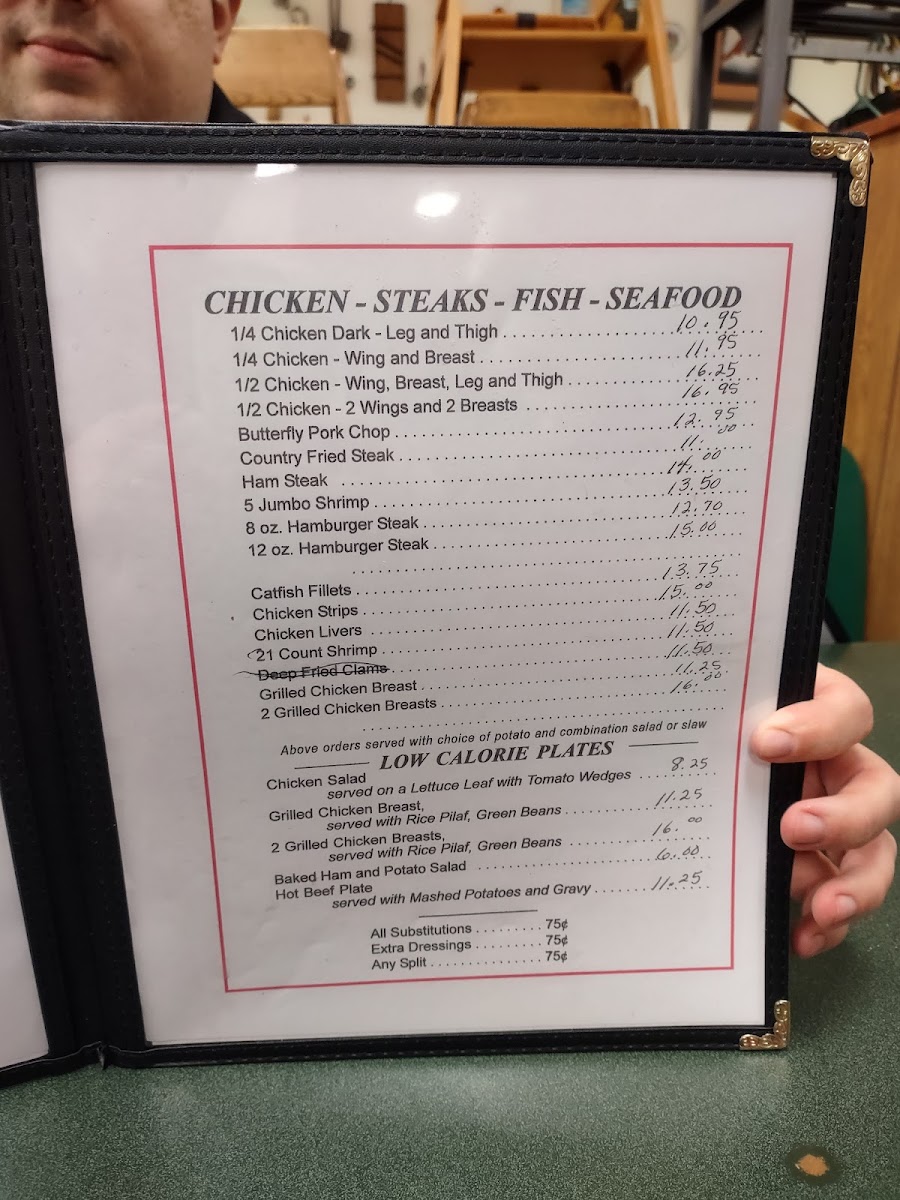 CHICKEN - STEAKS - FISH - SEAFOOD
1/4 Chicken Dark - Leg and Thigh 10.95
1/4 Chicken - Wing and Breast 11.95
1/2 Chicken - Wing, Breast, Leg and Thigh 16.25
1/2 Chicken - 2 Wings and 2 Breasts 16.95
Butterfly Pork Chop 12.95
Country Fried Steak 11.00
Ham Steak 14.00
5 Jumbo Shrimp 13.50
8 oz. Hamburger Steak 12.70
12 oz. Hamburger Steak 15.00
Catfish Fillets 13.75
Chicken Strips 15.00
Chicken Livers 11.50
21 Count Shrimp 11.50
Deep Fried Clams 11.50
Grilled Chicken Breast 11.25
2 Grilled Chicken Breasts 16.00
Above orders served with choice of potato and combination salad or slaw
LOW CALORIE PLATES
Chicken Salad
served on a Lettuce Leaf with Tomato Wedges 8.25
Grilled Chicken Breast,
served with Rice Pilaf, Green Beans 11.25
2 Grilled Chicken Breasts,
served with Rice Pilaf, Green Beans 16.00
Baked Ham and Potato Salad 6.00
Hot Beef Plate
served with Mashed Potatoes and Gravy 11.25
All Substitutions 75¢
Extra Dressings 75¢
Any Split 75¢